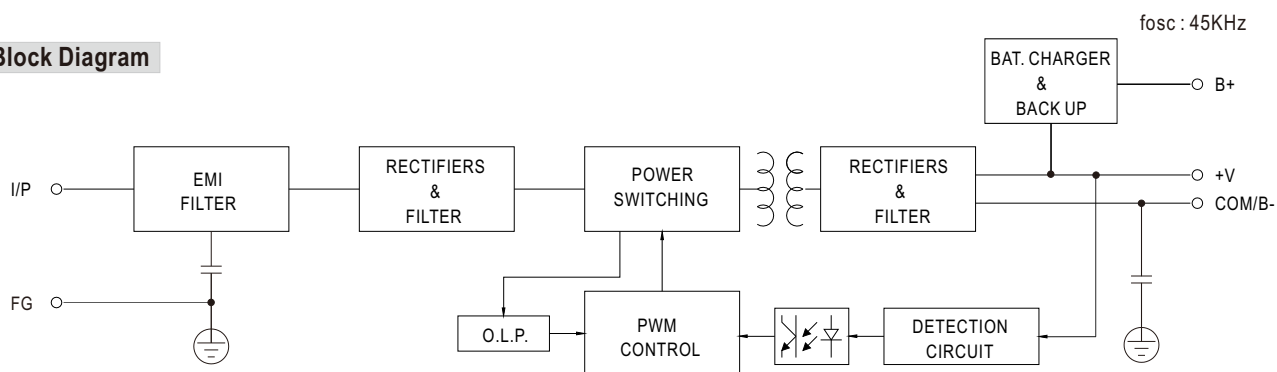 fosc : 45KHz
Block Diagram
BAT. CHARGER
&
BACK UP
B+
I/P
EMI
FILTER
RECTIFIERS
&
FILTER
POWER
SWITCHING
RECTIFIERS
&
FILTER
+V
COM/B-
FG
O.L.P.
PWM
CONTROL
DETECTION
CIRCUIT